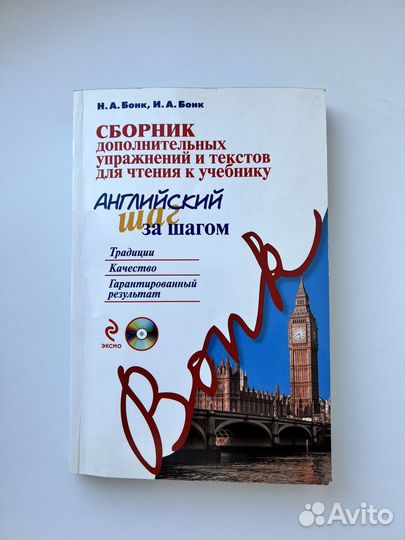 Н. А. Бонк, И. А. Бонк
СБОРНИК
дополнительных
упражнений и текстов
для чтения к учебнику
АНГЛИЙСКИЙ
шаг
за шагом
Традиции
Качество
Гарантированный
результат
эксмо
Bonk
Avito